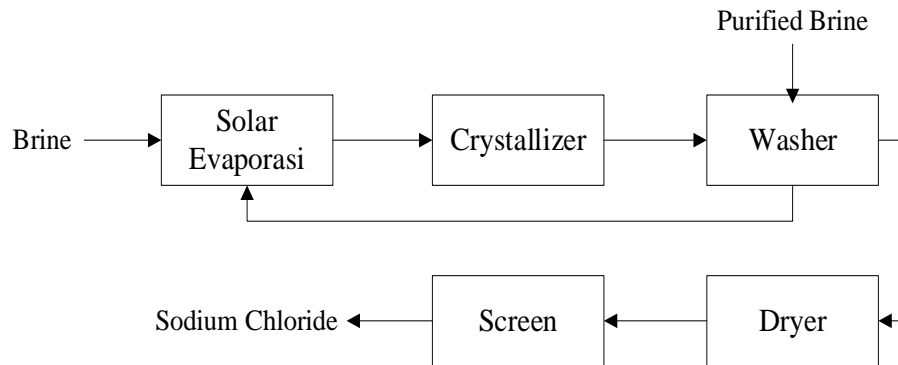 Purified Brine
Brine
Solar
Evaporasi
Crystallizer
Washer
Sodium Chloride
Screen
Dryer